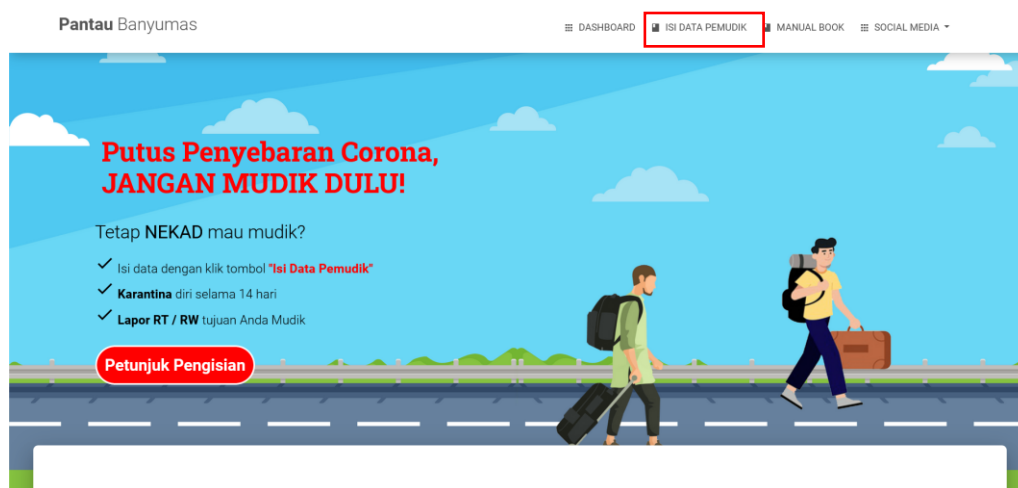 Pantau Banyumas
DASHBOARD
ISI DATA PEMUDIK
MANUAL BOOK
SOCIAL MEDIA
Putus Penyebaran Corona,
JANGAN MUDIK DULU!
Tetap NEKAD mau mudik?
Isi data dengan klik tombol "Isi Data Pemudik"
Karantina diri selama 14 hari
Lapor RT / RW tujuan Anda Mudik
Petunjuk Pengisian